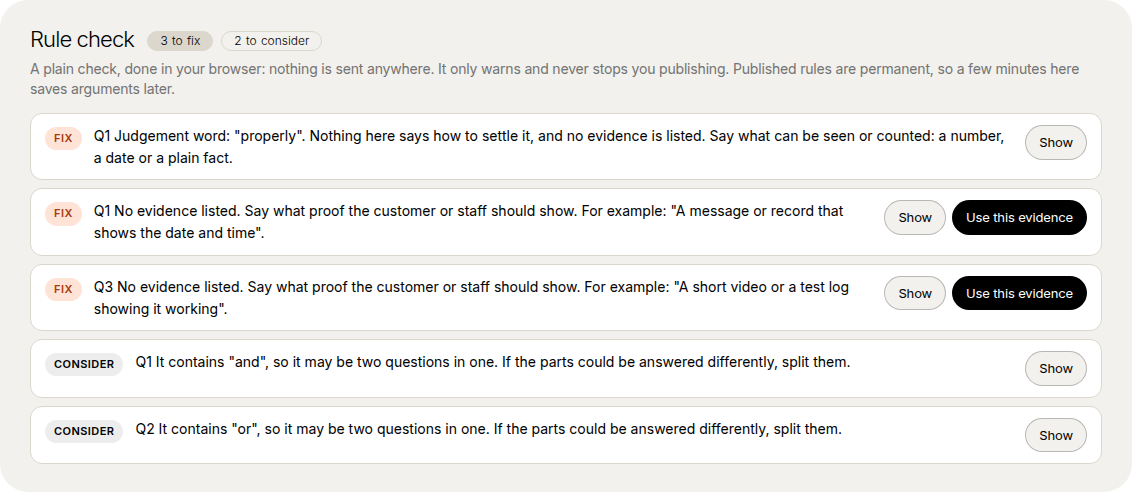 Rule check 3 to fix 2 to consider
A plain check, done in your browser: nothing is sent anywhere. It only warns and never stops you publishing. Published rules are permanent, so a few minutes here
saves arguments later.
FIX Q1 Judgement word: "properly". Nothing here says how to settle it, and no evidence is listed. Say what can be seen or counted: a number, Show
a date or a plain fact.
FIX Q1 No evidence listed. Say what proof the customer or staff should show. For example: "A message or record that Show Use this evidence
shows the date and time".
FIX Q3 No evidence listed. Say what proof the customer or staff should show. For example: "A short video or a test log Show Use this evidence
showing it working".
CONSIDER Q1 It contains "and", so it may be two questions in one. If the parts could be answered differently, split them. Show
CONSIDER Q2 It contains "or", so it may be two questions in one. If the parts could be answered differently, split them. Show